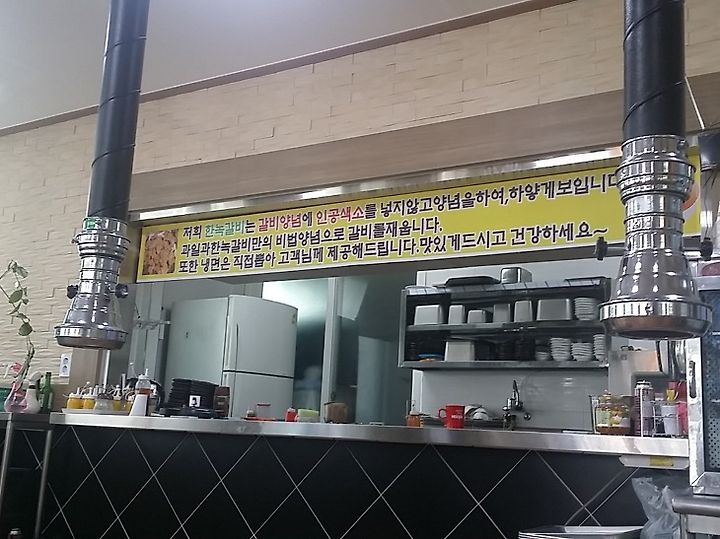 저희 한녹갈비는 갈비양념에 인공색소를 넣지않고양념을하여,하얗게보입니다
과일과한녹갈비만의 비법양념으로 갈비를재웁니다.
또한 냉면은 직접뽑아 고객님께 제공해드립니다.맛있게드시고 건강하세요~